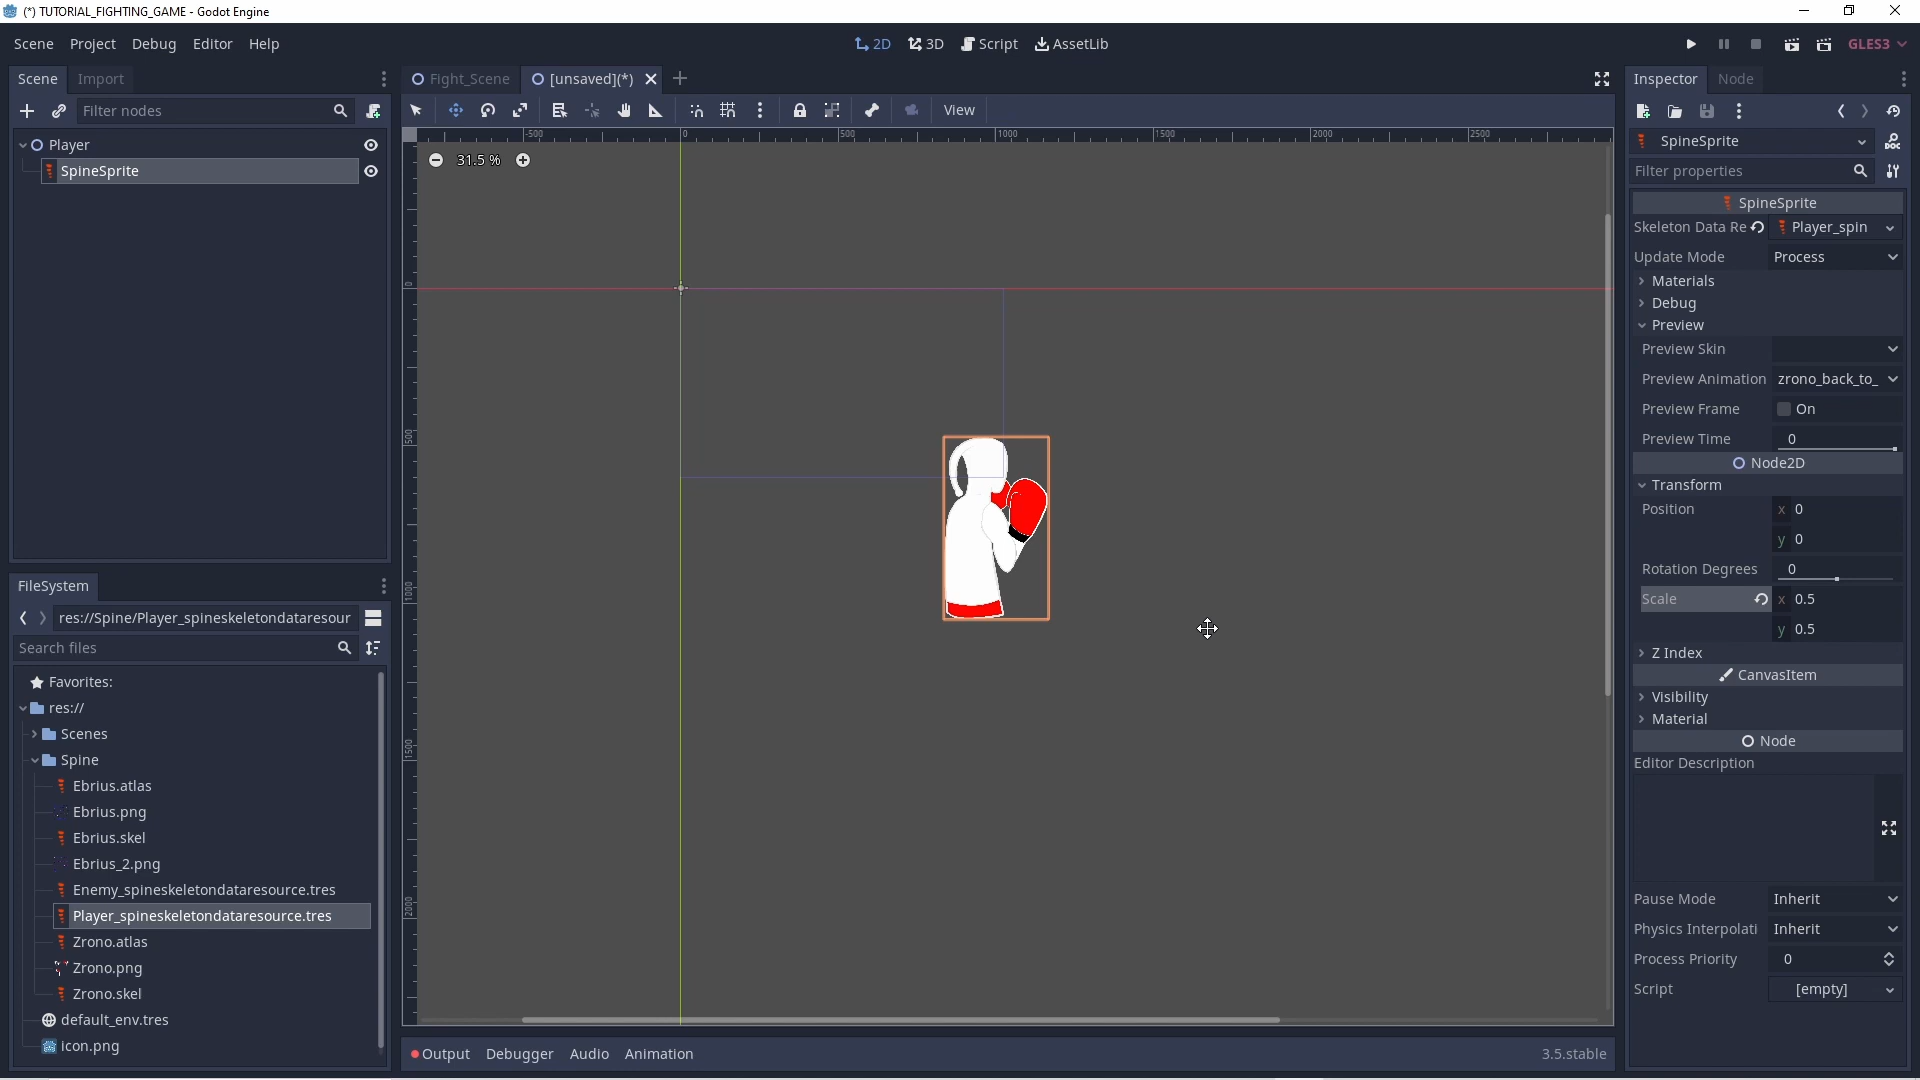 (*) TUTORIAL_FIGHTING_GAME - Godot Engine
Scene Project Debug Editor Help
2D 3D Script AssetLib
GLES3
Scene Import
Fight_Scene [unsaved](*)
Inspector Node
Filter nodes
View
Player
SpineSprite
-500 0 500 1000 1500 2000 2500
31.5 %
0
500
1000
1500
2000
SpineSprite
Filter properties
SpineSprite
Skeleton Data Re Player_spin
Update Mode Process
Materials
Debug
Preview
Preview Skin
Preview Animation zrono_back_to_
Preview Frame On
Preview Time 0
Node2D
Transform
Position x 0
y 0
Rotation Degrees 0
Scale x 0.5
y 0.5
Z Index
CanvasItem
Visibility
Material
Node
Editor Description
Pause Mode Inherit
Physics Interpolati Inherit
Process Priority 0
Script [empty]
FileSystem
res://Spine/Player_spineskeletondataresour
Search files
Favorites:
res://
Scenes
Spine
Ebrius.atlas
Ebrius.png
Ebrius.skel
Ebrius_2.png
Enemy_spineskeletondataresource.tres
Player_spineskeletondataresource.tres
Zrono.atlas
Zrono.png
Zrono.skel
default_env.tres
icon.png
Output Debugger Audio Animation
3.5.stable